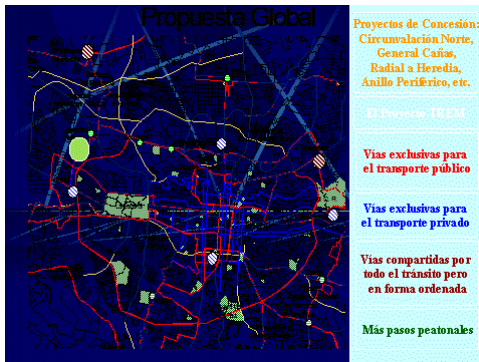 Propuesta Global
Proyectos de Concesión:
Circunvalación Norte,
General Cañas,
Radial a Heredia,
Anillo Periférico, etc.
El Proyecto
Vías exclusivas para
el transporte público
Vías exclusivas para
el transporte privado
Vías compartidas por
todo el tránsito pero
en forma ordenada
Más pasos peatonales